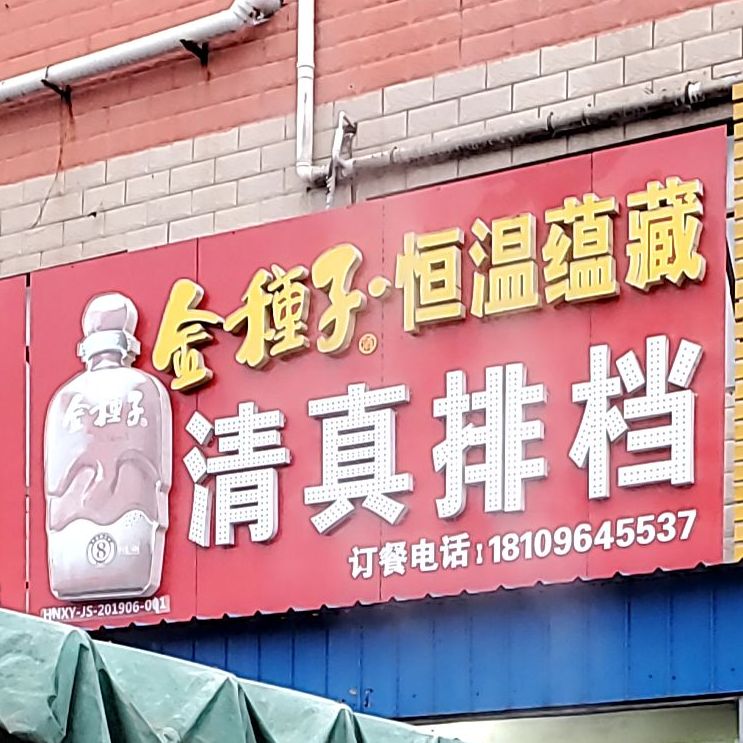 金種子·恒温蕴藏
金種子
清真排档
8
订餐电话：18109645537
HNXY-JS-201906-001